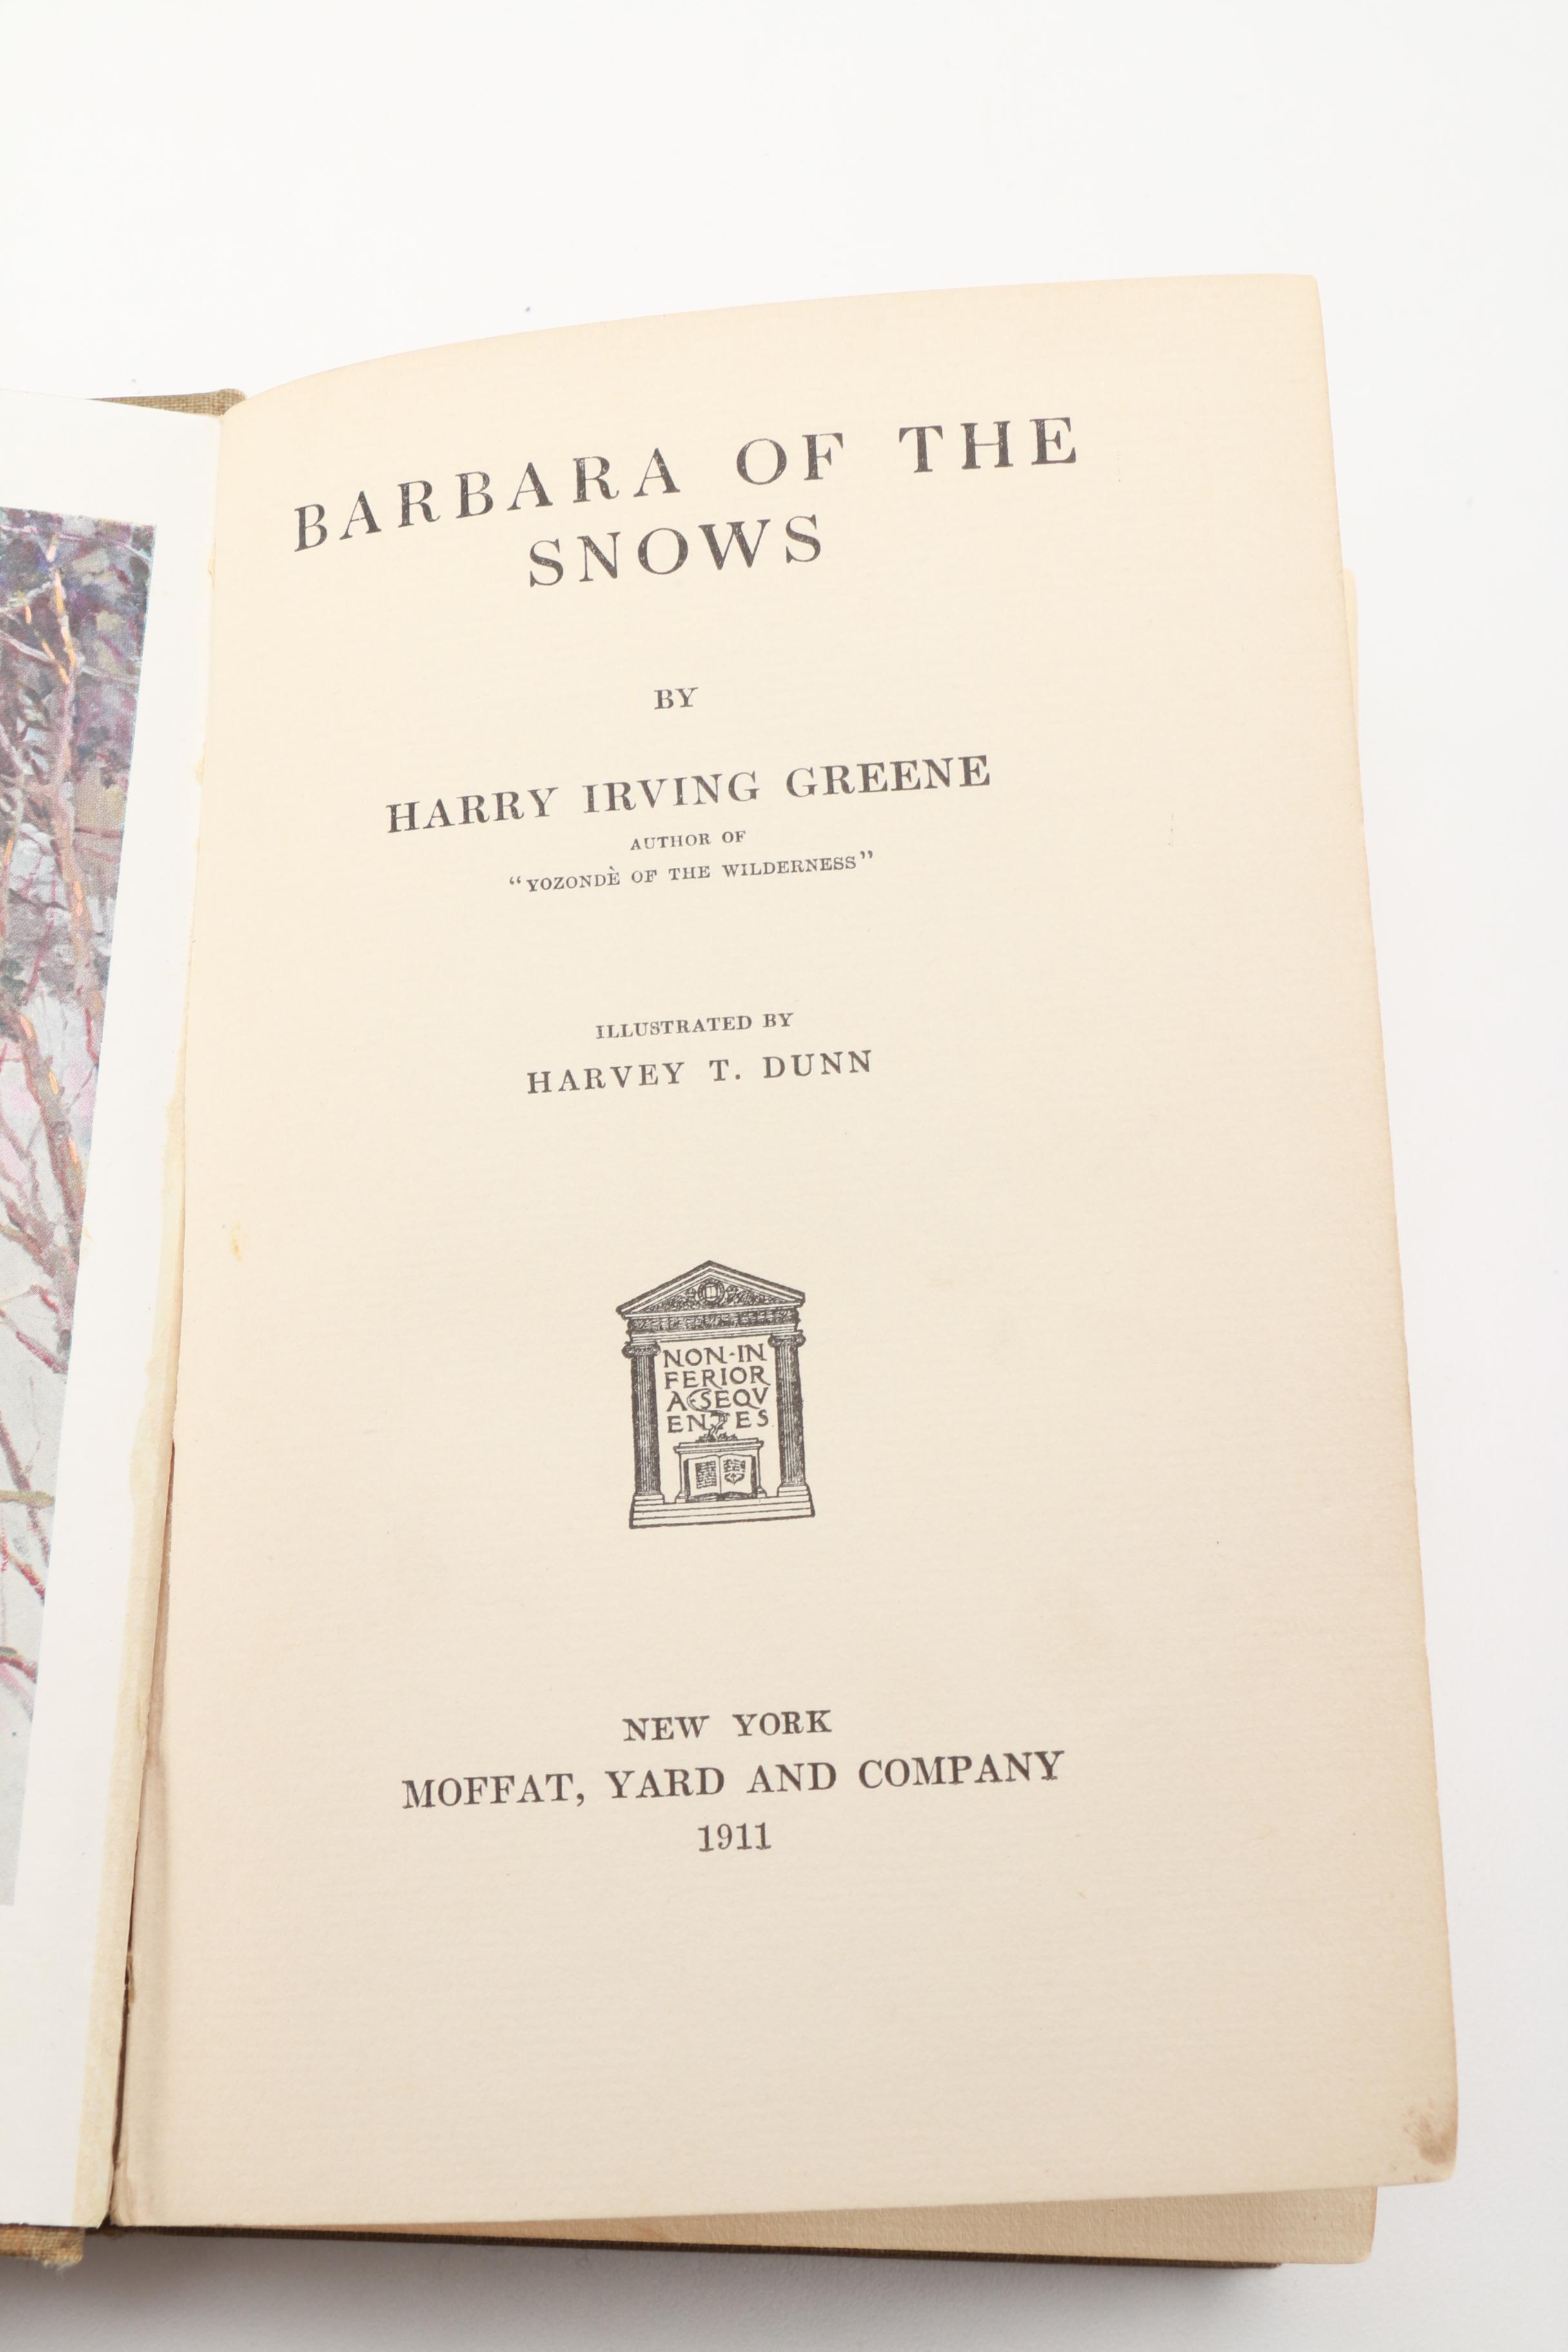 BARBARA OF THE
SNOWS
BY
HARRY IRVING GREENE
AUTHOR OF
“YOZONDÈ OF THE WILDERNESS”
ILLUSTRATED BY
HARVEY T. DUNN
NON-IN
FERIOR
A SEQV
ENTES
NEW YORK
MOFFAT, YARD AND COMPANY
1911